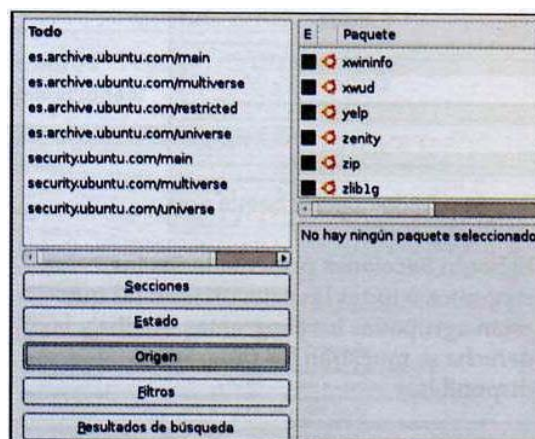 Todo
es.archive.ubuntu.com/main
es.archive.ubuntu.com/multiverse
es.archive.ubuntu.com/restricted
es.archive.ubuntu.com/universe
security.ubuntu.com/main
security.ubuntu.com/multiverse
security.ubuntu.com/universe
Secciones
Estado
Origen
Filtros
Resultados de búsqueda
E Paquete
xwininfo
xwud
yelp
zenity
zip
zlib1g
No hay ningún paquete seleccionado